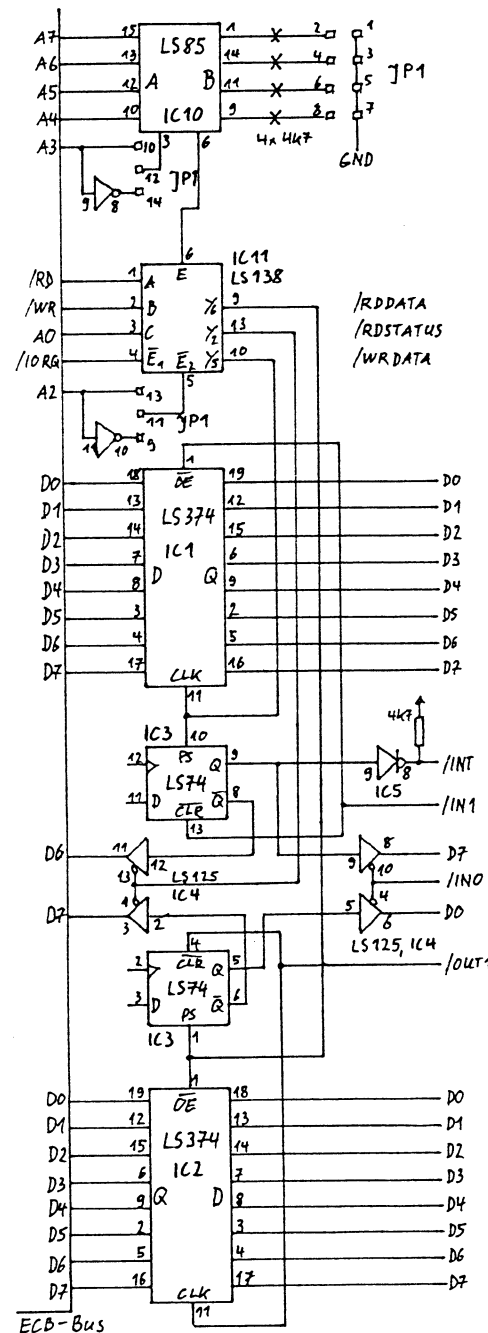 A7 15 LS85 1 2 1
A6 13 14 4 3
A5 12 A B 11 6 5 JP1
A4 10 IC10 9 8 7
4x4k7
GND
A3 3 6
10
12 JP1
9 8 14
6 IC11
E LS138
/RD 1 A Y6 9 /RDDATA
/WR 2 B Y2 13 /RDSTATUS
A0 3 C Y5 10 /WRDATA
/IORQ 4 E1 E2
5
A2 13
11 JP1
11 10 9
1
OE
D0 18 19 D0
D1 13 LS374 12 D1
D2 14 15 D2
D3 7 IC1 6 D3
D4 8 D Q 9 D4
D5 3 2 D5
D6 4 5 D6
D7 17 16 D7
CLK
11
IC3 10 4k7
12 PS Q 9 9 8 /INT
LS74 IC5
11 D CLR Q 8
13 /IN1
D6 11 12 9 8 D7
13 LS125 10 /IN0
IC4
D7 1 3 2 5 4 6 D0
LS125, IC4
4
2 CLR Q 5 /OUT1
LS74
3 D PS Q 6
IC3 1
1
OE
D0 19 18 D0
D1 12 LS374 13 D1
D2 15 14 D2
D3 6 IC2 7 D3
D4 9 Q D 8 D4
D5 2 3 D5
D6 5 4 D6
D7 16 17 D7
CLK
11
ECB-Bus